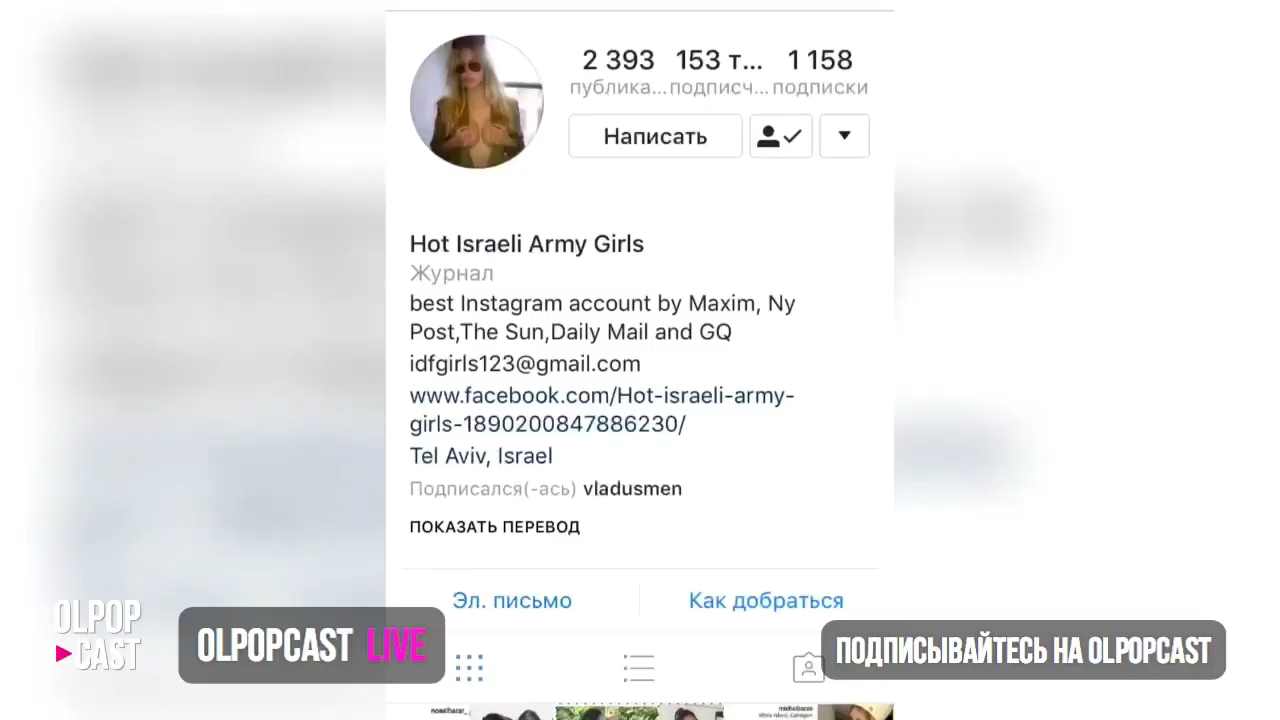 2 393 153 т... 1 158
публика... подписч... подписки
Написать
Hot Israeli Army Girls
Журнал
best Instagram account by Maxim, Ny
Post,The Sun,Daily Mail and GQ
idfgirls123@gmail.com
www.facebook.com/Hot-israeli-army-
girls-1890200847886230/
Tel Aviv, Israel
Подписался(-ась) vladusmen
ПОКАЗАТЬ ПЕРЕВОД
Эл. письмо Как добраться
OLPOP
CAST
OLPOPCAST LIVE
ПОДПИСЫВАЙТЕСЬ НА OLPOPCAST